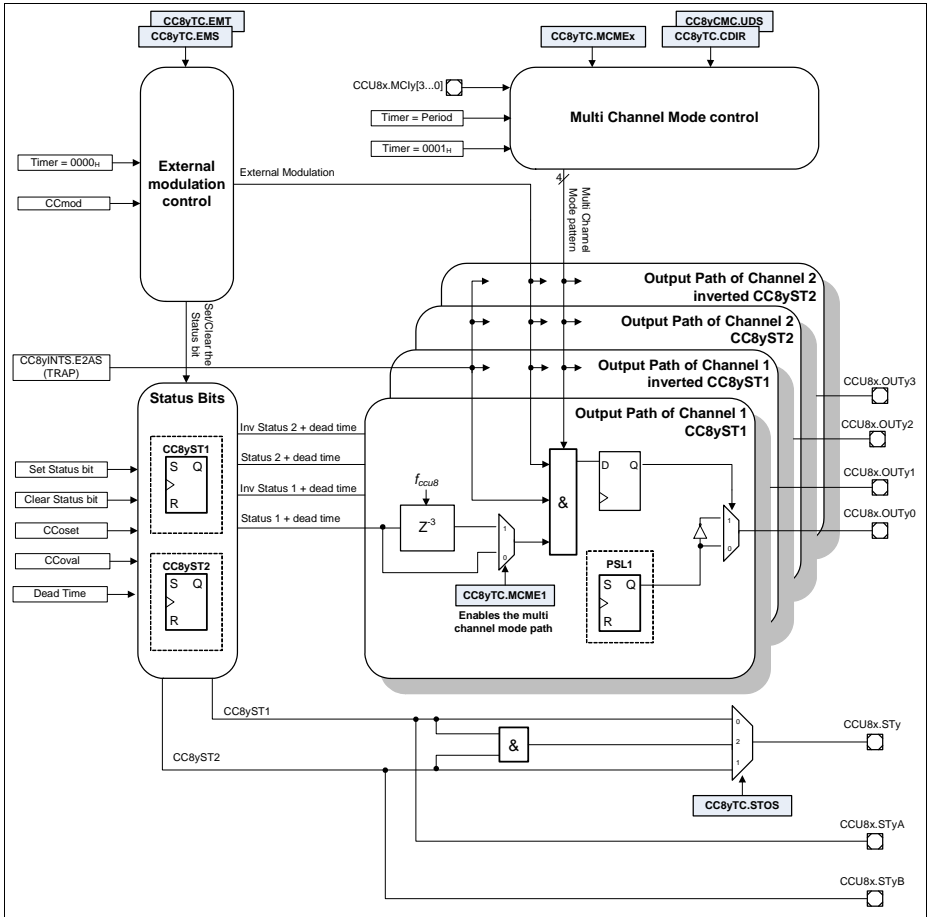 CC8yTC.EMT
CC8yTC.EMS
CC8yCMC.UDS
CC8yTC.MCMEx
CC8yTC.CDIR
CCU8x.MCIy[3...0]
Timer = Period
Timer = 0001H
Multi Channel Mode control
Timer = 0000H
CCmod
External
modulation
control
External Modulation
4
Multi Channel
Mode pattern
Set/Clear the
Status bit
Output Path of Channel 2
inverted CC8yST2
Output Path of Channel 2
CC8yST2
Output Path of Channel 1
inverted CC8yST1
Output Path of Channel 1
CC8yST1
CC8yINTS.E2AS
(TRAP)
CCU8x.OUTy3
CCU8x.OUTy2
CCU8x.OUTy1
CCU8x.OUTy0
Status Bits
CC8yST1
S Q
R
CC8yST2
S Q
R
Set Status bit
Clear Status bit
CCoset
CCoval
Dead Time
Inv Status 2 + dead time
Status 2 + dead time
Inv Status 1 + dead time
Status 1 + dead time
fccu8
Z-3
1
0
&
D Q
1
0
CC8yTC.MCME1
Enables the multi
channel mode path
PSL1
S Q
R
CC8yST1
CC8yST2
&
0
2
1
CC8yTC.STOS
CCU8x.STy
CCU8x.STyA
CCU8x.STyB